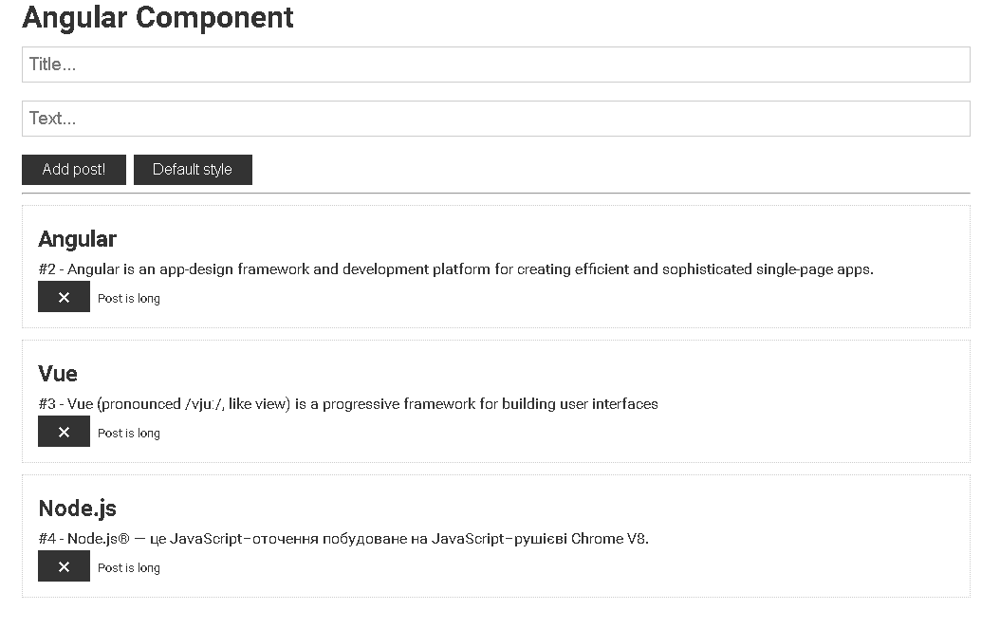 Angular Component
Title...
Text...
Add post!
Default style
Angular
#2 - Angular is an app-design framework and development platform for creating efficient and sophisticated single-page apps.
✕ Post is long
Vue
#3 - Vue (pronounced /vjuː/, like view) is a progressive framework for building user interfaces
✕ Post is long
Node.js
#4 - Node.js® — це JavaScript–оточення побудоване на JavaScript–рушієві Chrome V8.
✕ Post is long